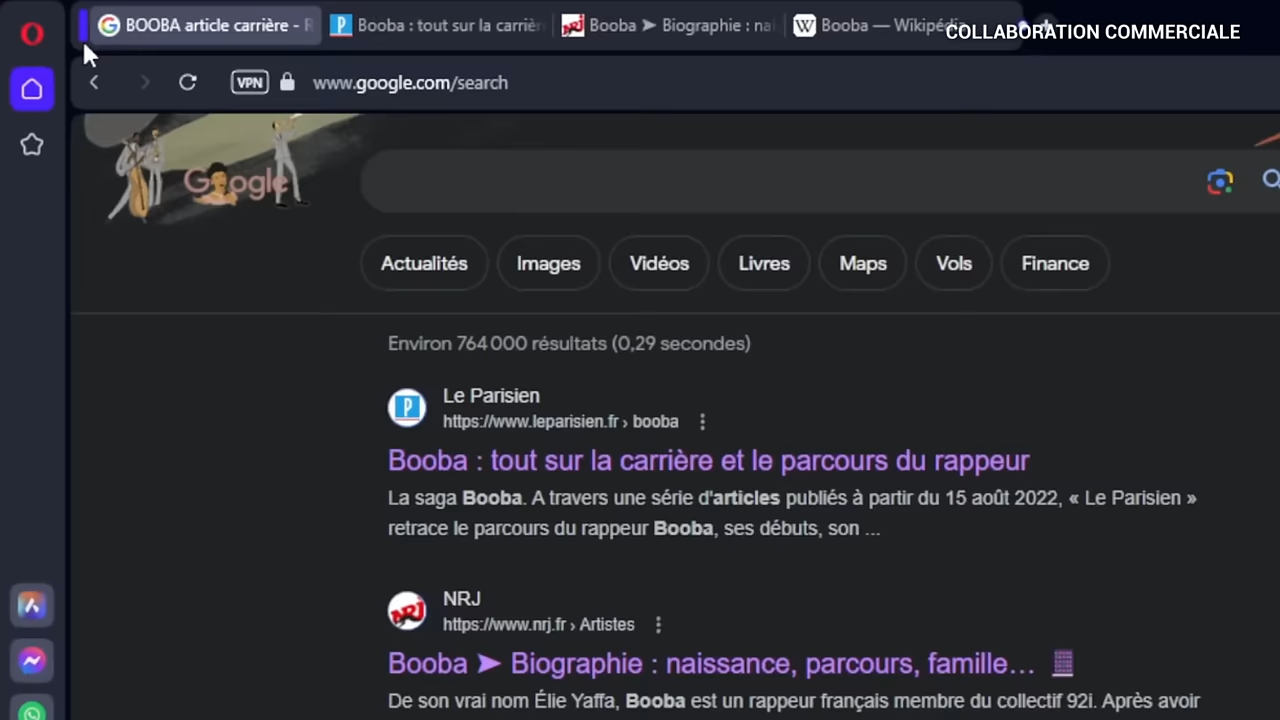 BOOBA article carrière - R
Booba : tout sur la carrièr
Booba ➤ Biographie : nai
Booba — Wikipédi
COLLABORATION COMMERCIALE
VPN
www.google.com/search
Google
Actualités
Images
Vidéos
Livres
Maps
Vols
Finance
Environ 764 000 résultats (0,29 secondes)
Le Parisien
https://www.leparisien.fr › booba
Booba : tout sur la carrière et le parcours du rappeur
La saga Booba. A travers une série d'articles publiés à partir du 15 août 2022, « Le Parisien »
retrace le parcours du rappeur Booba, ses débuts, son ...
NRJ
https://www.nrj.fr › Artistes
Booba ➤ Biographie : naissance, parcours, famille…
De son vrai nom Élie Yaffa, Booba est un rappeur français membre du collectif 92i. Après avoir